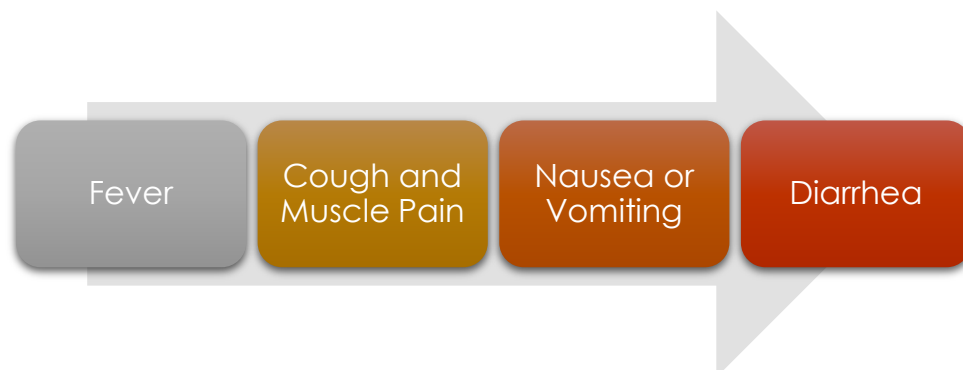 Fever
Cough and
Muscle Pain
Nausea or
Vomiting
Diarrhea